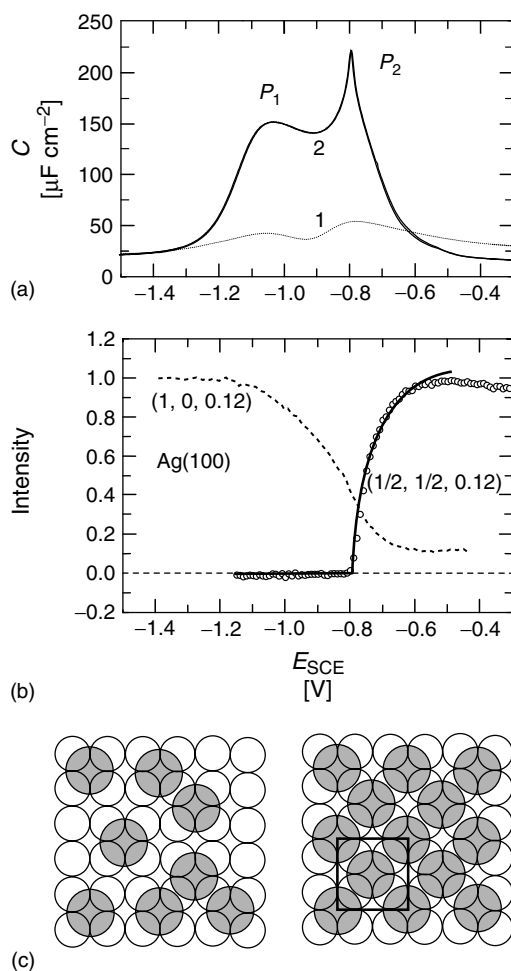 250
200
150
100
50
0
C
[μF cm⁻²]
P₁
P₂
2
1
−1.4 −1.2 −1.0 −0.8 −0.6 −0.4
(a)
1.2
1.0
0.8
0.6
0.4
0.2
0.0
−0.2
Intensity
(1, 0, 0.12)
Ag(100)
(1/2, 1/2, 0.12)
−1.4 −1.2 −1.0 −0.8 −0.6 −0.4
E_SCE
[V]
(b)
(c)